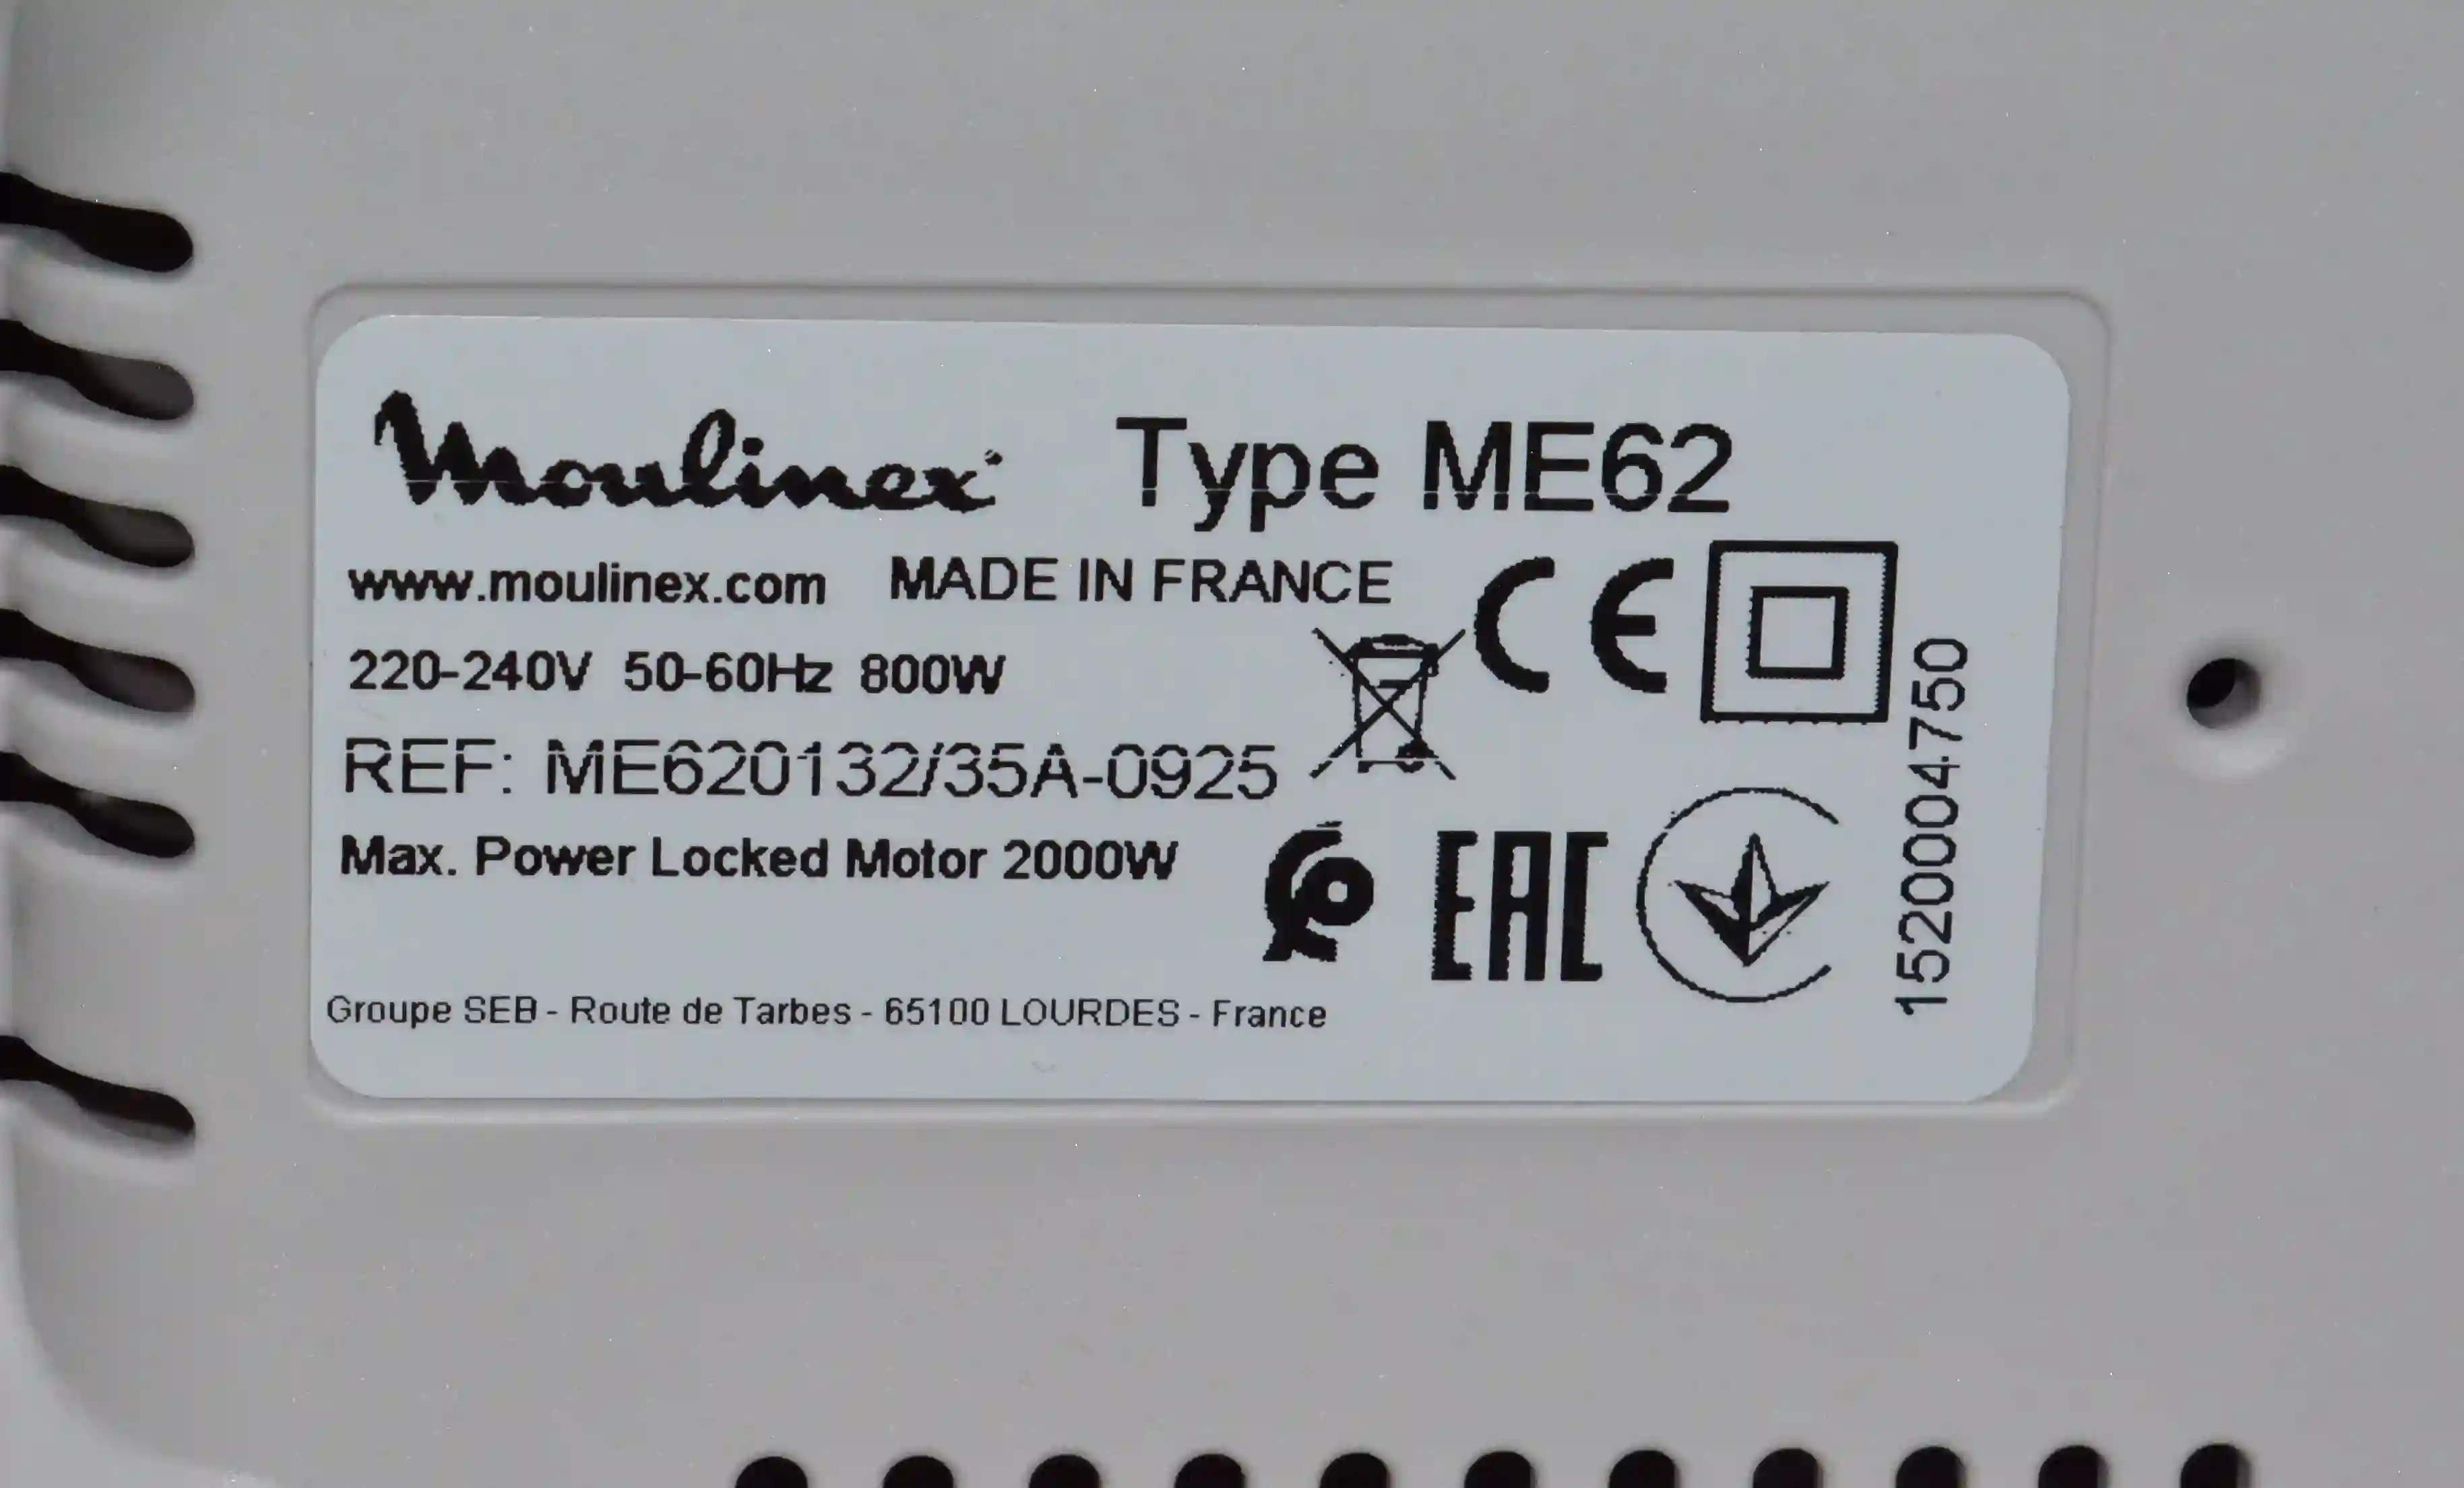 Moulinex Type ME62
www.moulinex.com MADE IN FRANCE
220-240V 50-60Hz 800W
REF: ME620132/35A-0925
Max. Power Locked Motor 2000W
EAC
Groupe SEB - Route de Tarbes - 65100 LOURDES - France
1520004750